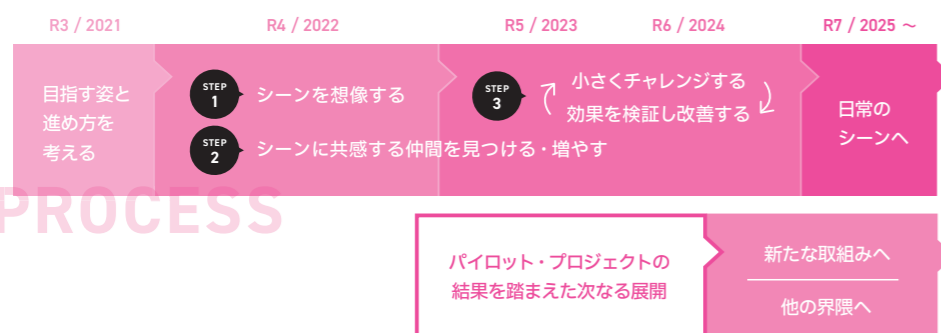 R3 / 2021
R4 / 2022
R5 / 2023
R6 / 2024
R7 / 2025 ～
目指す姿と
進め方を
考える
STEP
1
シーンを想像する
STEP
2
シーンに共感する仲間を見つける・増やす
STEP
3
小さくチャレンジする
効果を検証し改善する
日常の
シーンへ
PROCESS
パイロット・プロジェクトの
結果を踏まえた次なる展開
新たな取組みへ
他の界隈へ